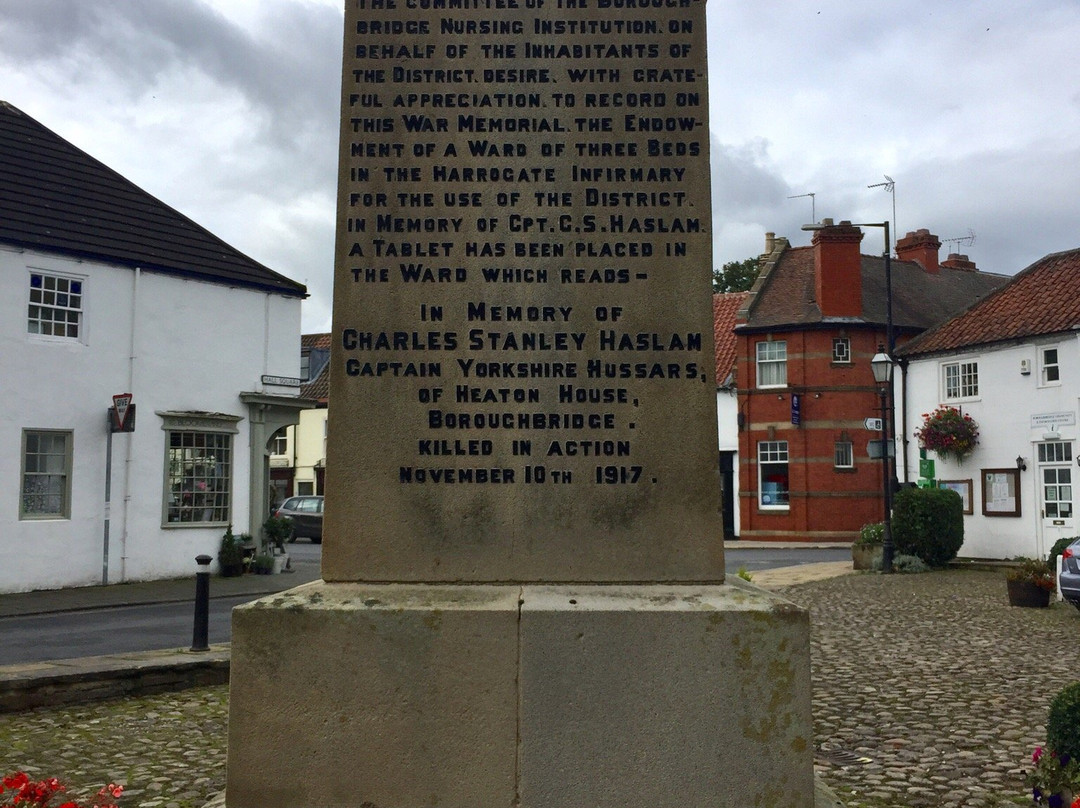 THE COMMITTEE OF THE BOROUGH-
BRIDGE NURSING INSTITUTION, ON
BEHALF OF THE INHABITANTS OF
THE DISTRICT, DESIRE, WITH GRATE-
FUL APPRECIATION, TO RECORD ON
THIS WAR MEMORIAL, THE ENDOW-
MENT OF A WARD OF THREE BEDS
IN THE HARROGATE INFIRMARY
FOR THE USE OF THE DISTRICT.
IN MEMORY OF CPT. C.S. HASLAM.
A TABLET HAS BEEN PLACED IN
THE WARD WHICH READS-
IN MEMORY OF
CHARLES STANLEY HASLAM
CAPTAIN YORKSHIRE HUSSARS,
OF HEATON HOUSE,
BOROUGHBRIDGE.
KILLED IN ACTION
NOVEMBER 10TH 1917.
HALL SQUARE
GIVE WAY